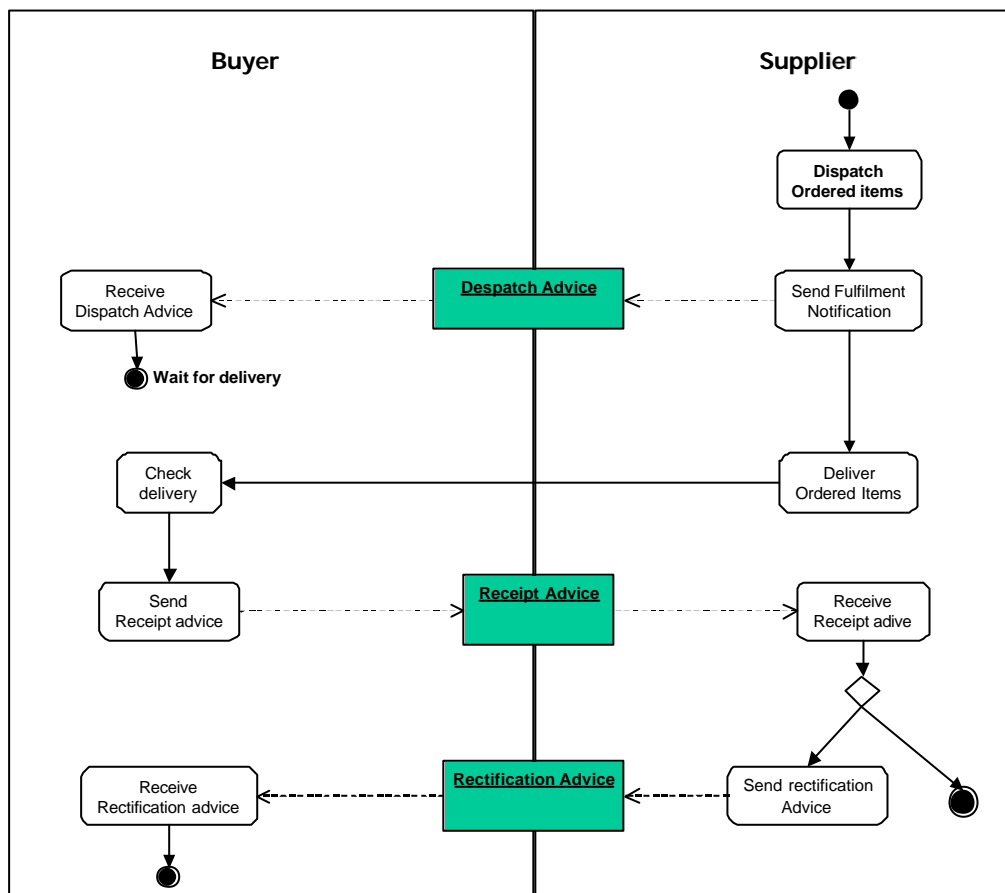 Buyer
Supplier
Dispatch
Ordered items
Receive
Dispatch Advice
Despatch Advice
Send Fulfilment
Notification
Wait for delivery
Check
delivery
Deliver
Ordered Items
Send
Receipt advice
Receipt Advice
Receive
Receipt adive
Receive
Rectification advice
Rectification Advice
Send rectification
Advice